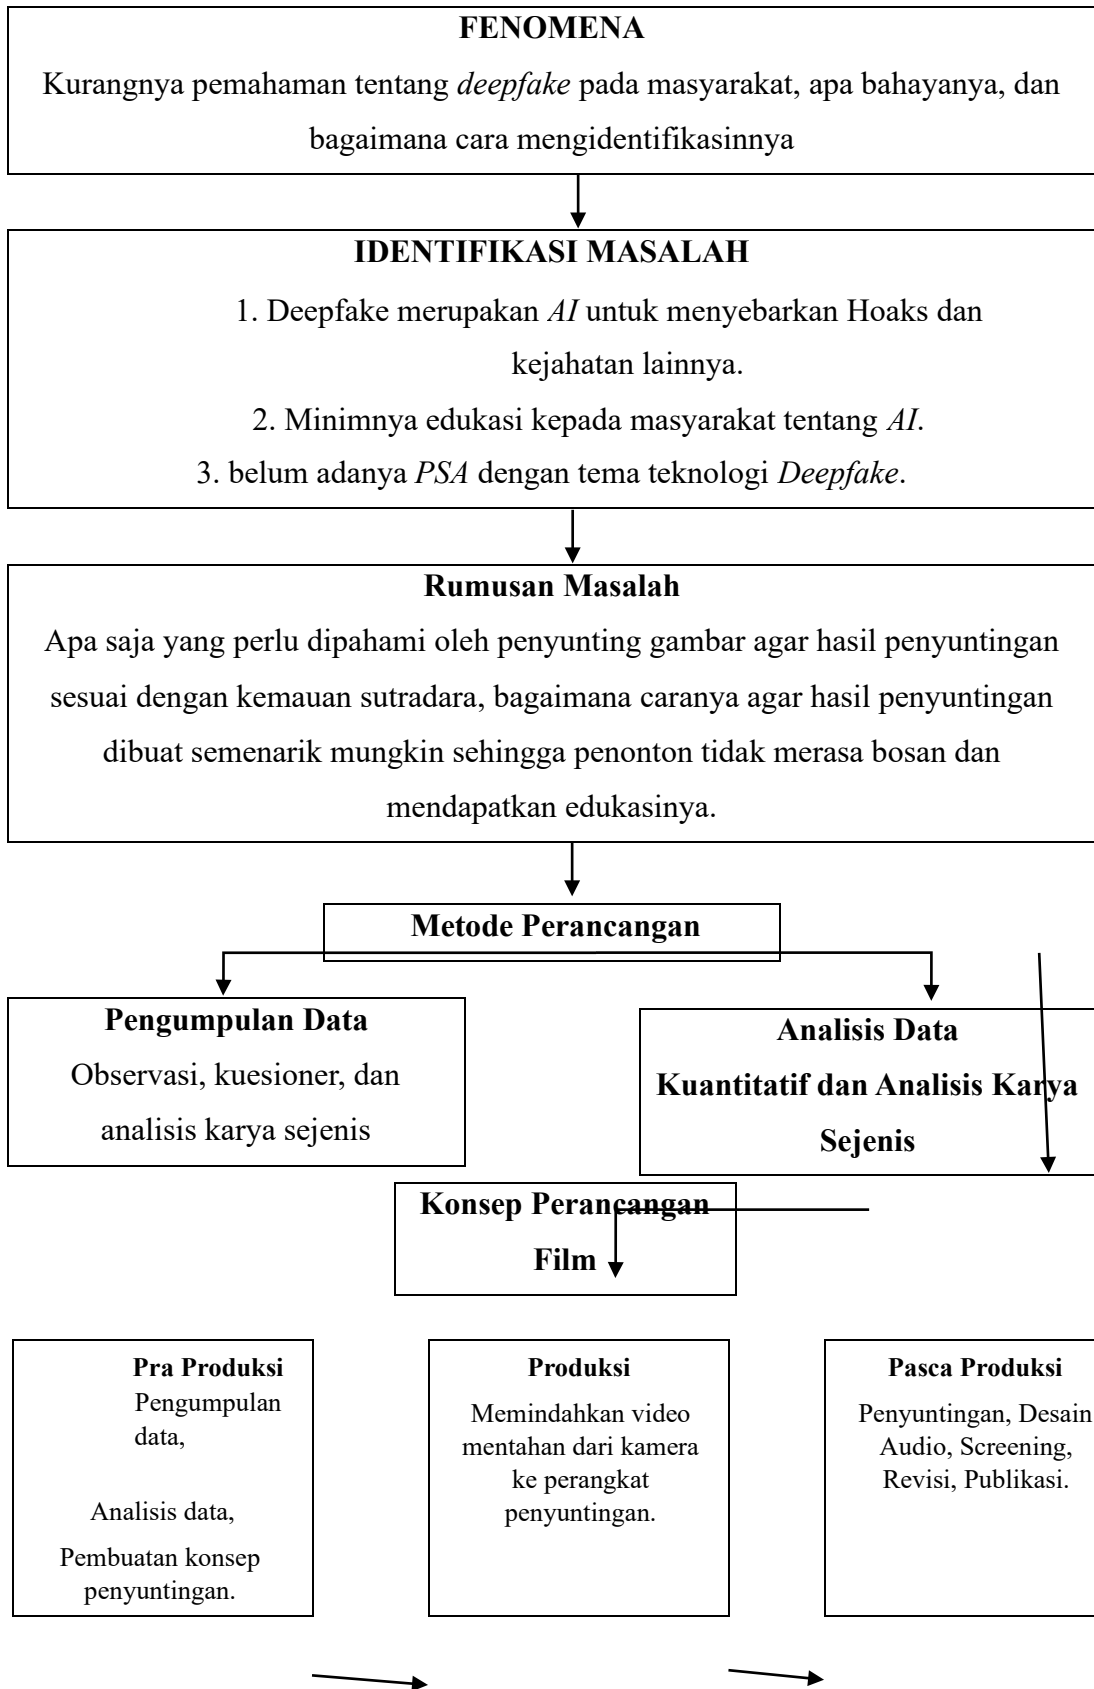 FENOMENA
Kurangnya pemahaman tentang deepfake pada masyarakat, apa bahayanya, dan
bagaimana cara mengidentifikasinnya
IDENTIFIKASI MASALAH
1. Deepfake merupakan AI untuk menyebarkan Hoaks dan
kejahatan lainnya.
2. Minimnya edukasi kepada masyarakat tentang AI.
3. belum adanya PSA dengan tema teknologi Deepfake.
Rumusan Masalah
Apa saja yang perlu dipahami oleh penyunting gambar agar hasil penyuntingan
sesuai dengan kemauan sutradara, bagaimana caranya agar hasil penyuntingan
dibuat semenarik mungkin sehingga penonton tidak merasa bosan dan
mendapatkan edukasinya.
Metode Perancangan
Pengumpulan Data
Observasi, kuesioner, dan
analisis karya sejenis
Analisis Data
Kuantitatif dan Analisis Karya
Sejenis
Konsep Perancangan
Film
Pra Produksi
Pengumpulan
data,
Analisis data,
Pembuatan konsep
penyuntingan.
Produksi
Memindahkan video
mentahan dari kamera
ke perangkat
penyuntingan.
Pasca Produksi
Penyuntingan, Desain
Audio, Screening,
Revisi, Publikasi.